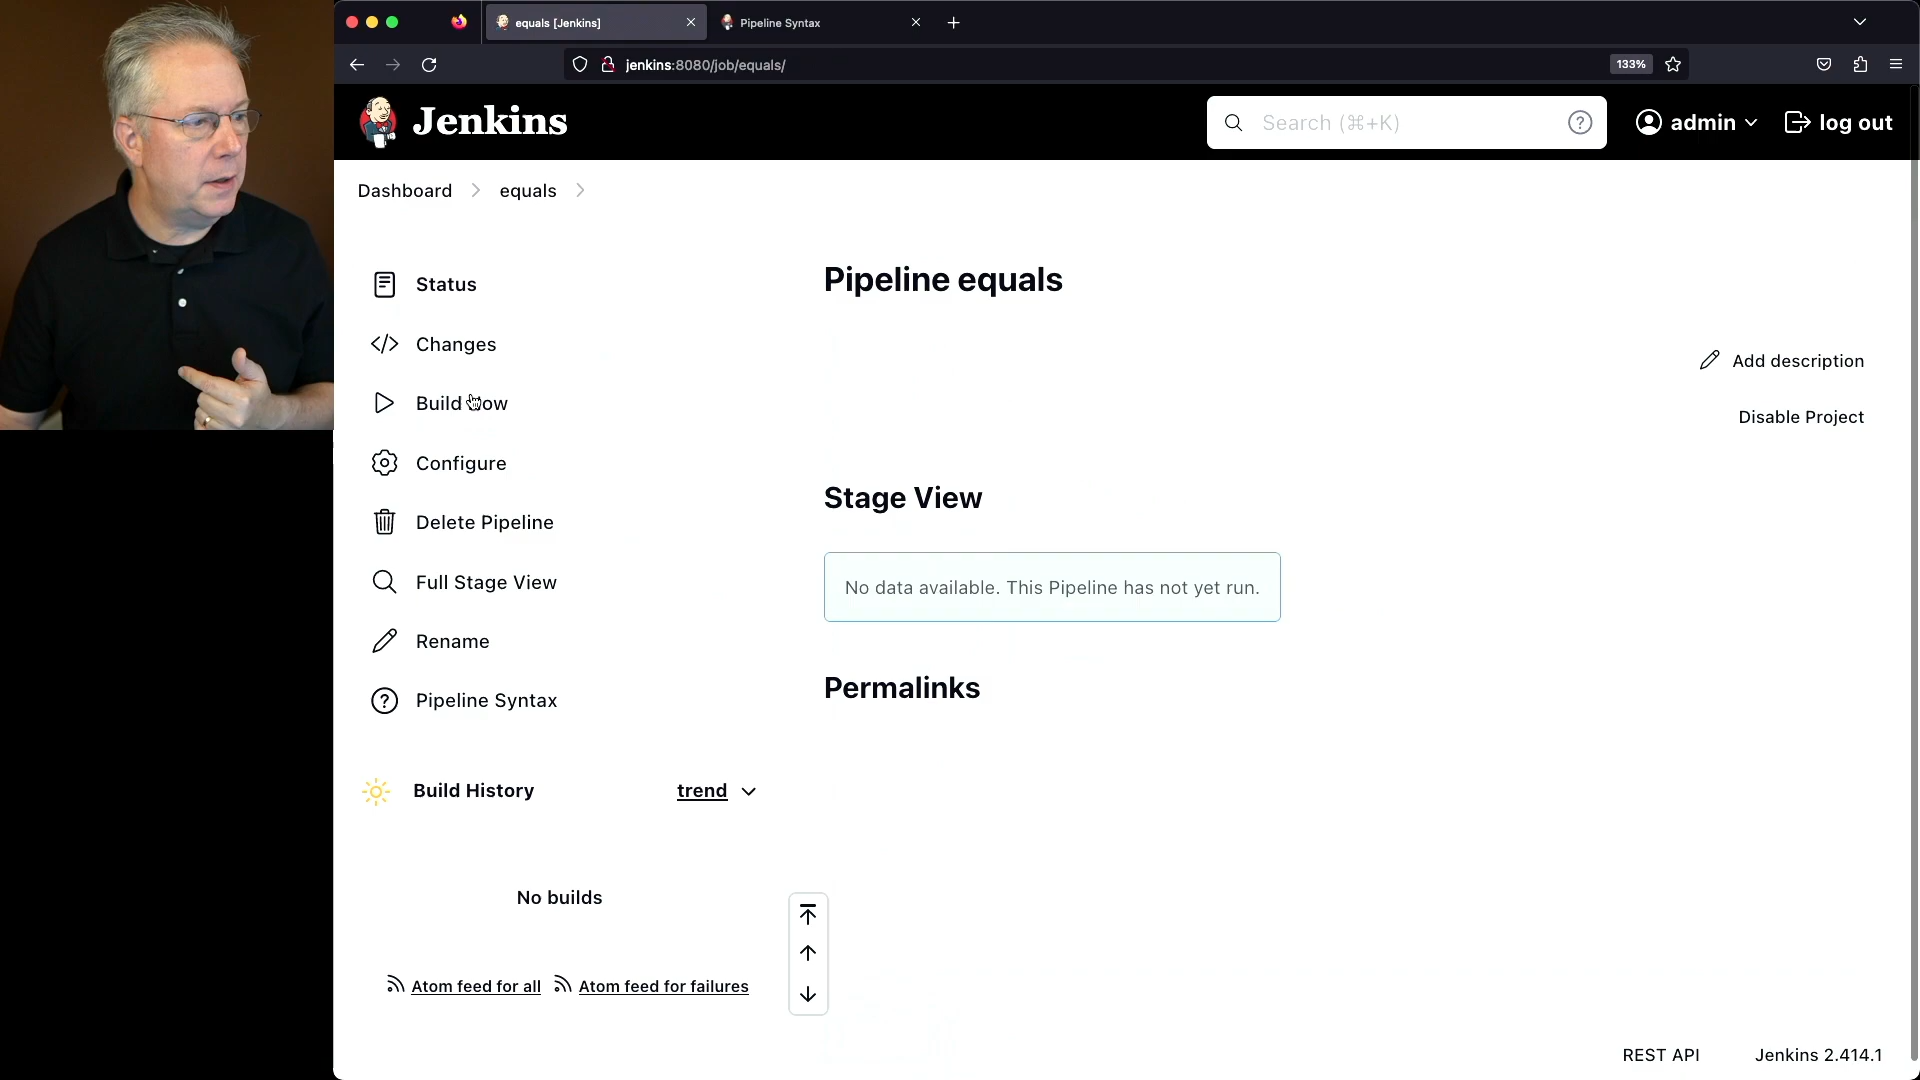 equals [Jenkins]
Pipeline Syntax
jenkins:8080/job/equals/
133%
Jenkins
Search (⌘+K)
admin
log out
Dashboard
equals
Status
Changes
Build Now
Configure
Delete Pipeline
Full Stage View
Rename
Pipeline Syntax
Build History
trend
No builds
Atom feed for all
Atom feed for failures
Pipeline equals
Add description
Disable Project
Stage View
No data available. This Pipeline has not yet run.
Permalinks
REST API
Jenkins 2.414.1